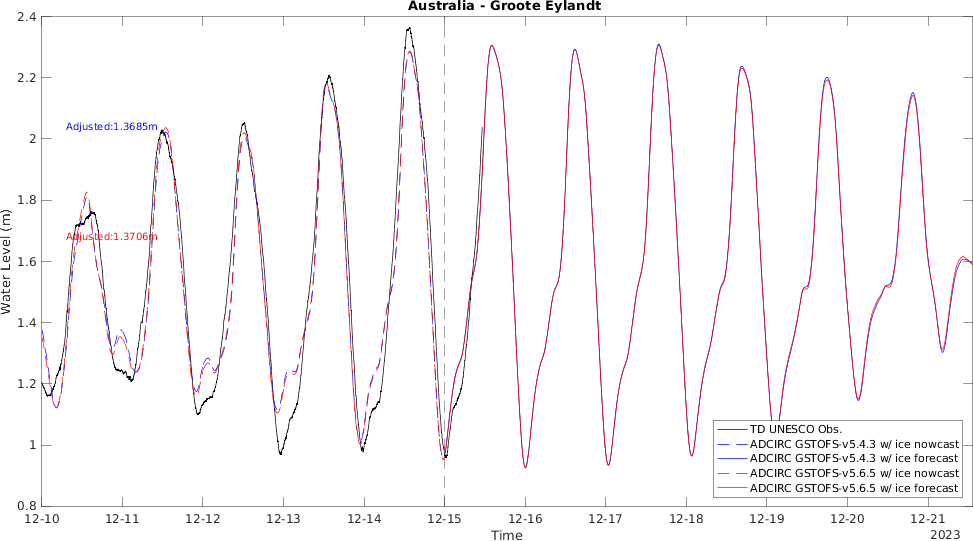 Australia - Groote Eylandt
2.4
2.2
2
1.8
1.6
1.4
1.2
1
0.8
Water Level (m)
Adjusted:1.3685m
Adjusted:1.3706m
TD UNESCO Obs.
ADCIRC GSTOFS-v5.4.3 w/ ice nowcast
ADCIRC GSTOFS-v5.4.3 w/ ice forecast
ADCIRC GSTOFS-v5.6.5 w/ ice nowcast
ADCIRC GSTOFS-v5.6.5 w/ ice forecast
12-10 12-11 12-12 12-13 12-14 12-15 12-16 12-17 12-18 12-19 12-20 12-21
Time
2023